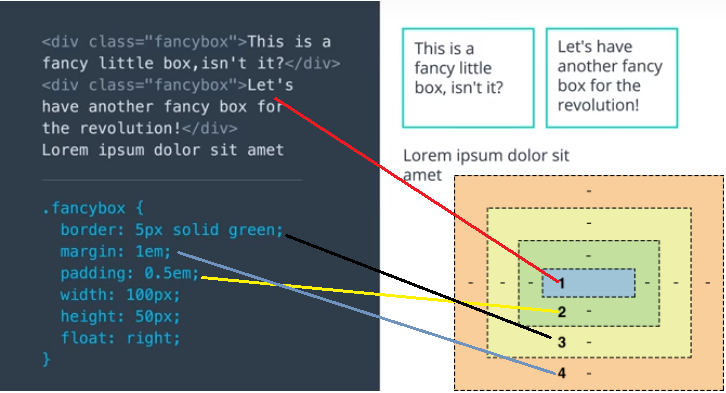 <div class="fancybox">This is a
fancy little box,isn't it?</div>
<div class="fancybox">Let's
have another fancy box for
the revolution!</div>
Lorem ipsum dolor sit amet
.fancybox {
border: 5px solid green;
margin: 1em;
padding: 0.5em;
width: 100px;
height: 50px;
float: right;
}
This is a
fancy little
box, isn't it?
Let's have
another fancy
box for the
revolution!
Lorem ipsum dolor sit
amet
-
-
-
- - - 1 - - -
2 -
3 -
4 -